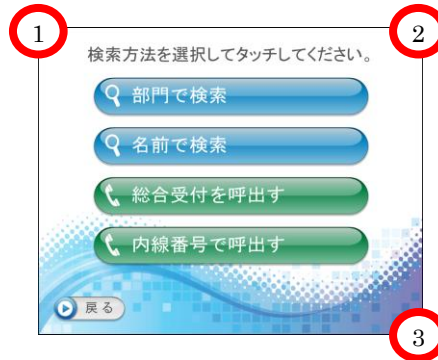 1
2
検索方法を選択してタッチしてください。
部門で検索
名前で検索
総合受付を呼出す
内線番号で呼出す
戻る
3